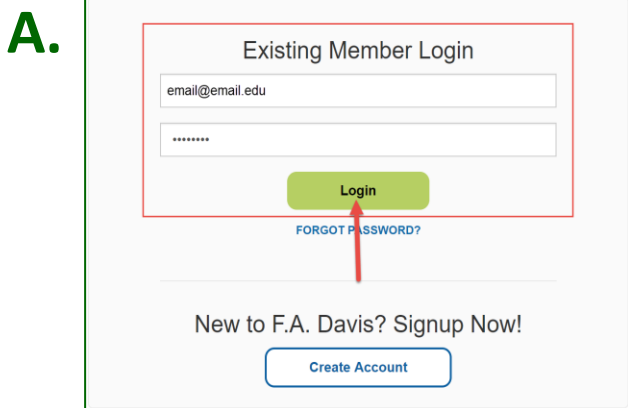 A.
Existing Member Login
email@email.edu
••••••••
Login
FORGOT PASSWORD?
New to F.A. Davis? Signup Now!
Create Account